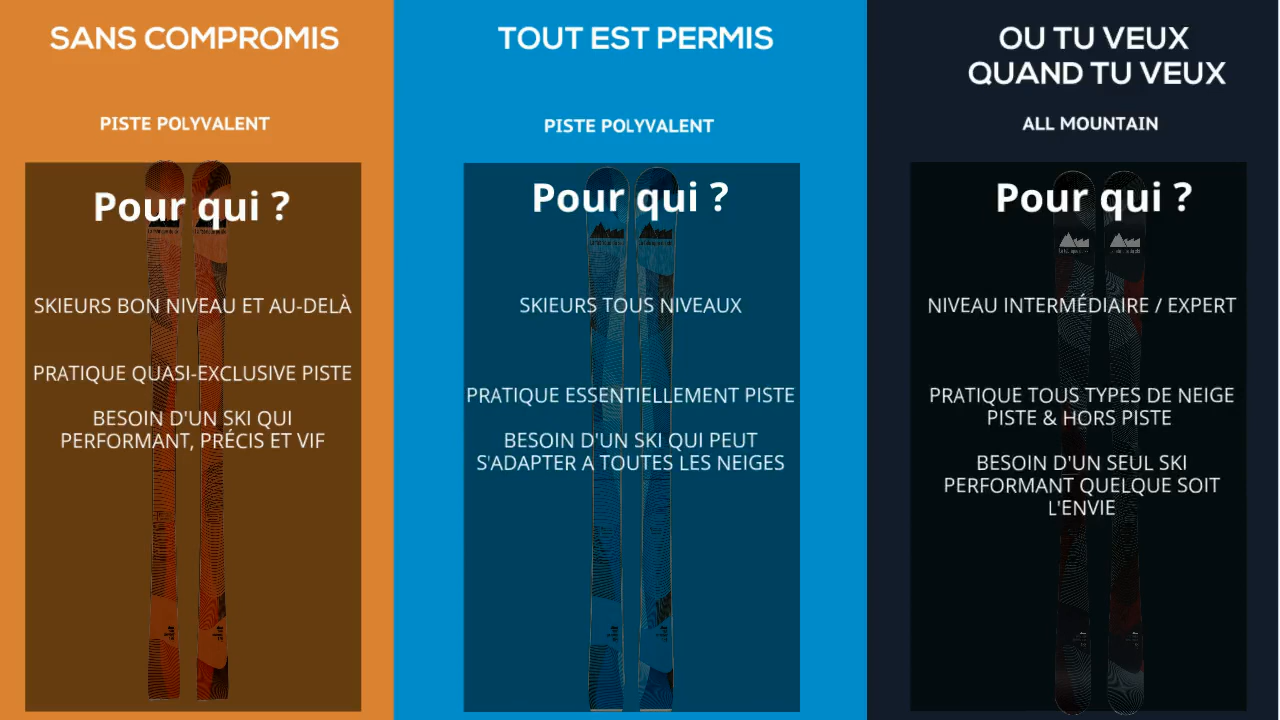 SANS COMPROMIS
PISTE POLYVALENT
Pour qui ?
SKIEURS BON NIVEAU ET AU-DELÀ
PRATIQUE QUASI-EXCLUSIVE PISTE
BESOIN D'UN SKI QUI
PERFORMANT, PRÉCIS ET VIF
TOUT EST PERMIS
PISTE POLYVALENT
Pour qui ?
SKIEURS TOUS NIVEAUX
PRATIQUE ESSENTIELLEMENT PISTE
BESOIN D'UN SKI QUI PEUT
S'ADAPTER A TOUTES LES NEIGES
OU TU VEUX
QUAND TU VEUX
ALL MOUNTAIN
Pour qui ?
NIVEAU INTERMÉDIAIRE / EXPERT
PRATIQUE TOUS TYPES DE NEIGE
PISTE & HORS PISTE
BESOIN D'UN SEUL SKI
PERFORMANT QUELQUE SOIT
L'ENVIE